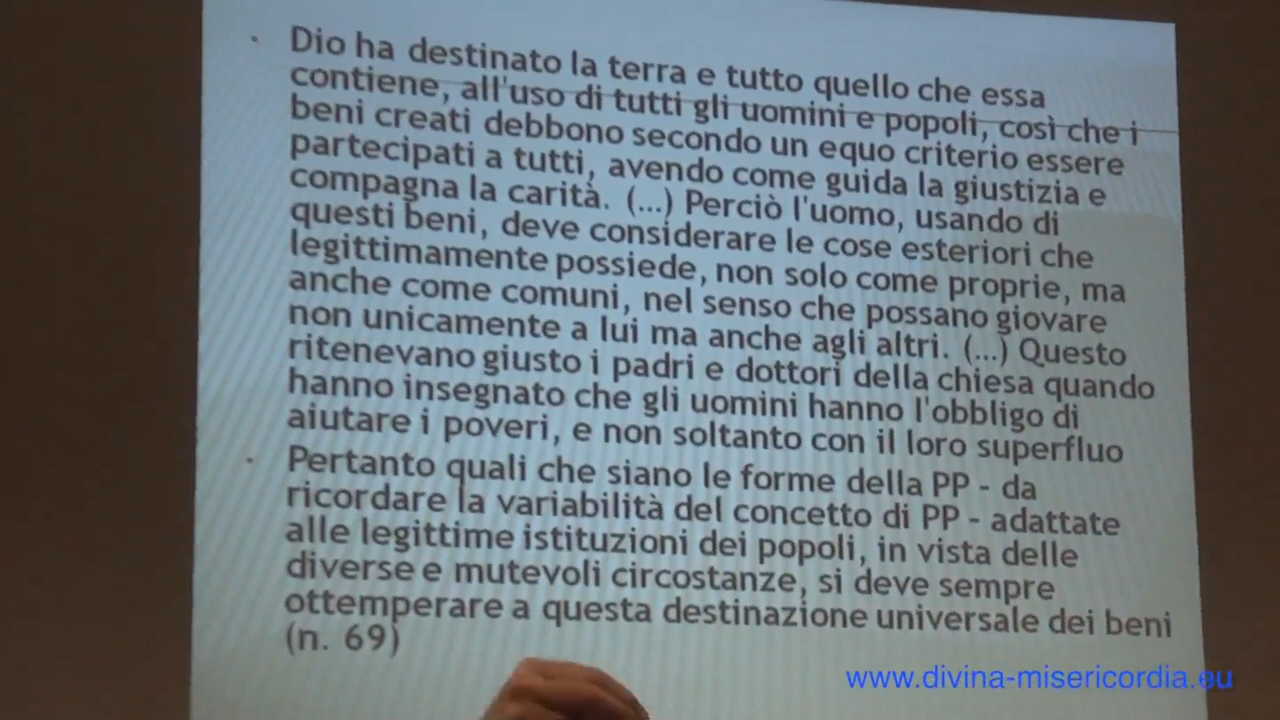 · Dio ha destinato la terra e tutto quello che essa
contiene, all'uso di tutti gli uomini e popoli, così che i
beni creati debbono secondo un equo criterio essere
partecipati a tutti, avendo come guida la giustizia e
compagna la carità. (...) Perciò l'uomo, usando di
questi beni, deve considerare le cose esteriori che
legittimamente possiede, non solo come proprie, ma
anche come comuni, nel senso che possano giovare
non unicamente a lui ma anche agli altri. (...) Questo
ritenevano giusto i padri e dottori della chiesa quando
hanno insegnato che gli uomini hanno l'obbligo di
aiutare i poveri, e non soltanto con il loro superfluo
· Pertanto quali che siano le forme della PP - da
ricordare la variabilità del concetto di PP - adattate
alle legittime istituzioni dei popoli, in vista delle
diverse e mutevoli circostanze, si deve sempre
ottemperare a questa destinazione universale dei beni
(n. 69)
www.divina-misericordia.eu